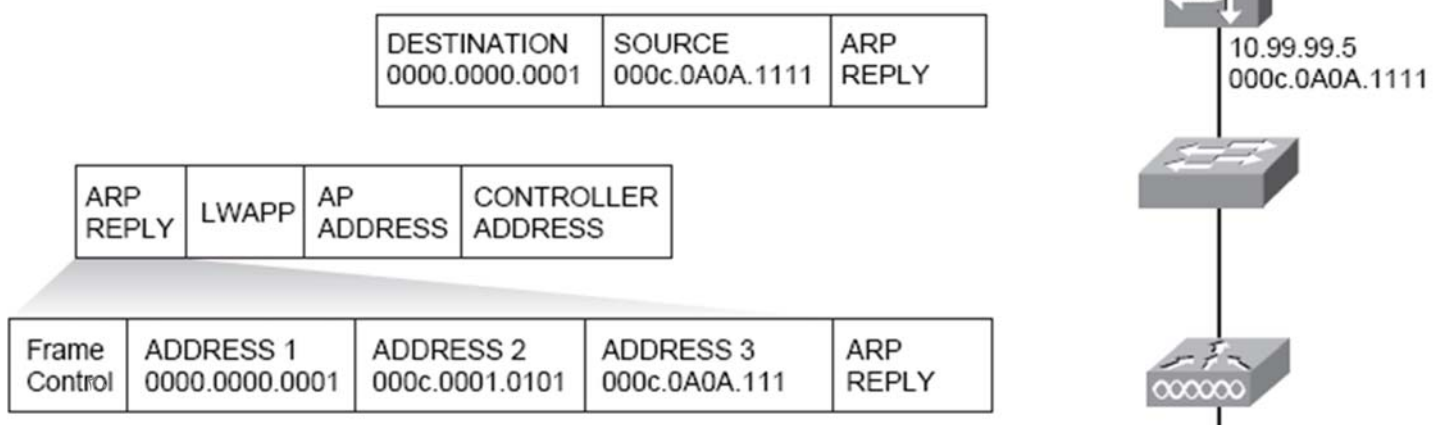 DESTINATION
0000.0000.0001
SOURCE
000c.0A0A.1111
ARP
REPLY
10.99.99.5
000c.0A0A.1111
ARP
REPLY
LWAPP
AP
ADDRESS
CONTROLLER
ADDRESS
Frame
Control
ADDRESS 1
0000.0000.0001
ADDRESS 2
000c.0001.0101
ADDRESS 3
000c.0A0A.111
ARP
REPLY